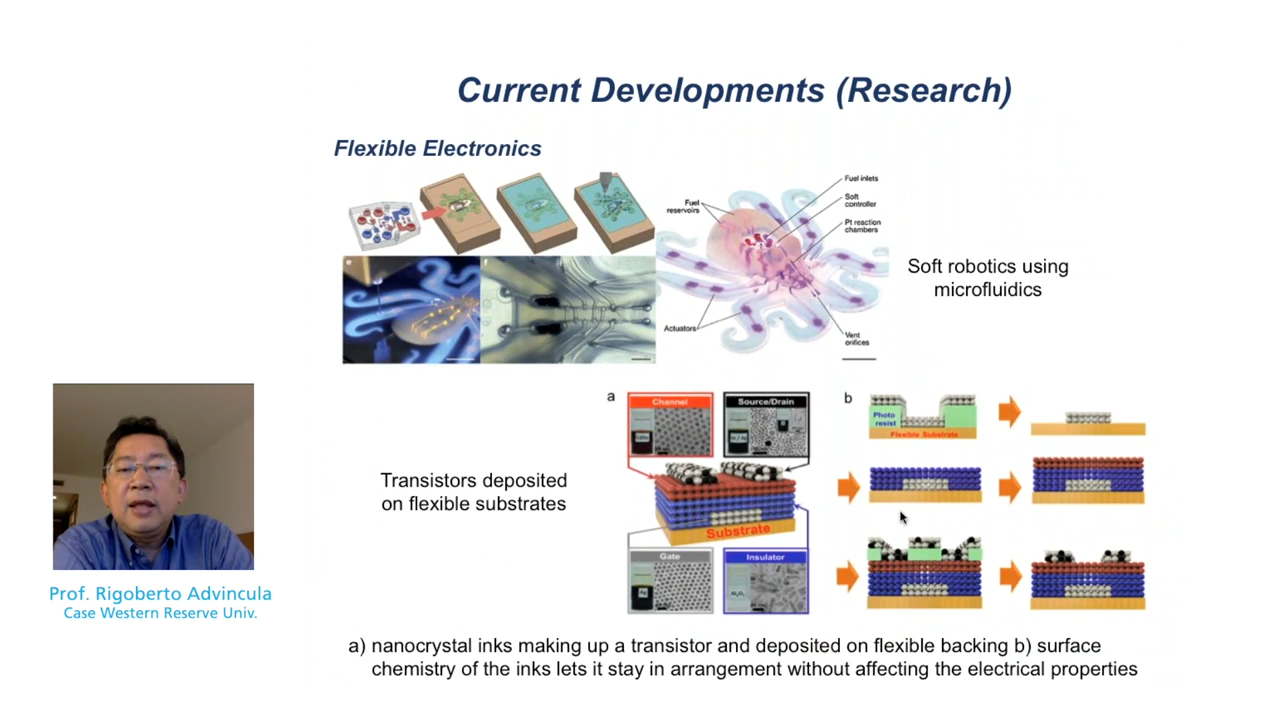 Current Developments (Research)
Flexible Electronics
Fuel inlets
Soft
controller
Pt reaction
chambers
Fuel
reservoirs
Actuators
Vent
orifices
e
f
Soft robotics using
microfluidics
a
Channel
Source/Drain
Substrate
Gate
Insulator
Ag
Al₂O₃
b
Photo
resist
Flexible Substrate
Transistors deposited
on flexible substrates
Prof. Rigoberto Advincula
Case Western Reserve Univ.
a) nanocrystal inks making up a transistor and deposited on flexible backing b) surface
chemistry of the inks lets it stay in arrangement without affecting the electrical properties